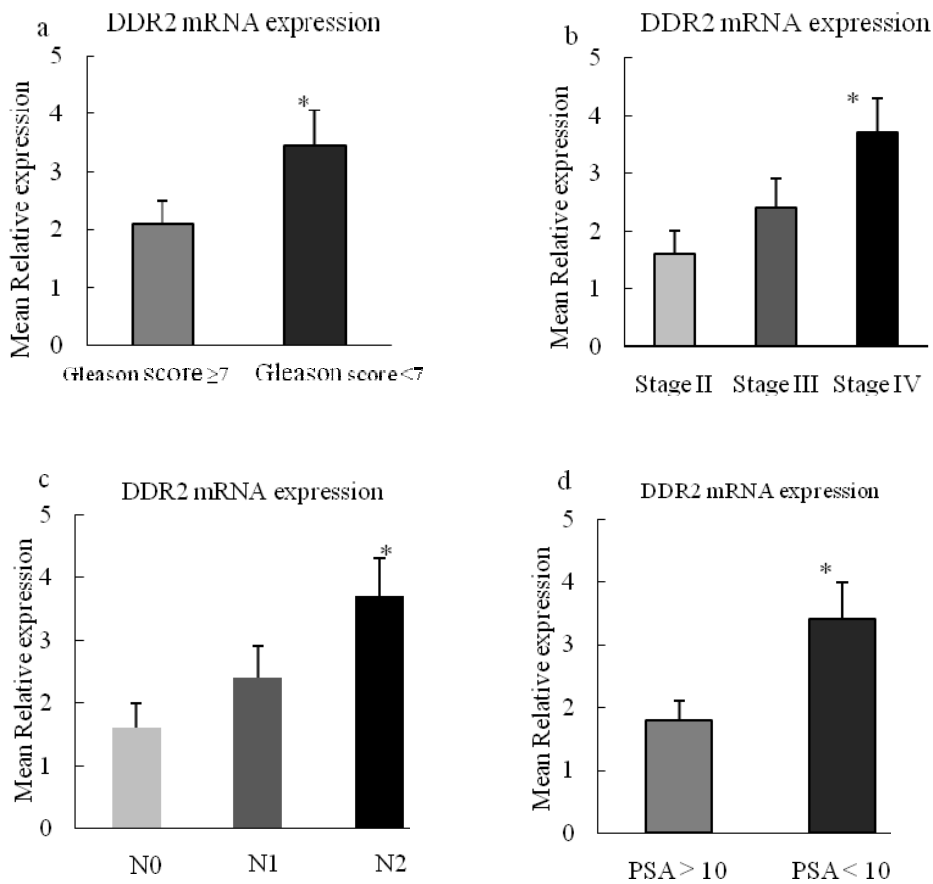 a
DDR2 mRNA expression
Mean Relative expression
5
4
3
2
1
0
*
Gleason score ≥7
Gleason score <7
b
DDR2 mRNA expression
Mean Relative expression
5
4
3
2
1
0
*
Stage II
Stage III
Stage IV
c
DDR2 mRNA expression
Mean Relative expression
5
4
3
2
1
0
*
N0
N1
N2
d
DDR2 mRNA expression
Mean Relative expression
5
4
3
2
1
0
*
PSA > 10
PSA < 10